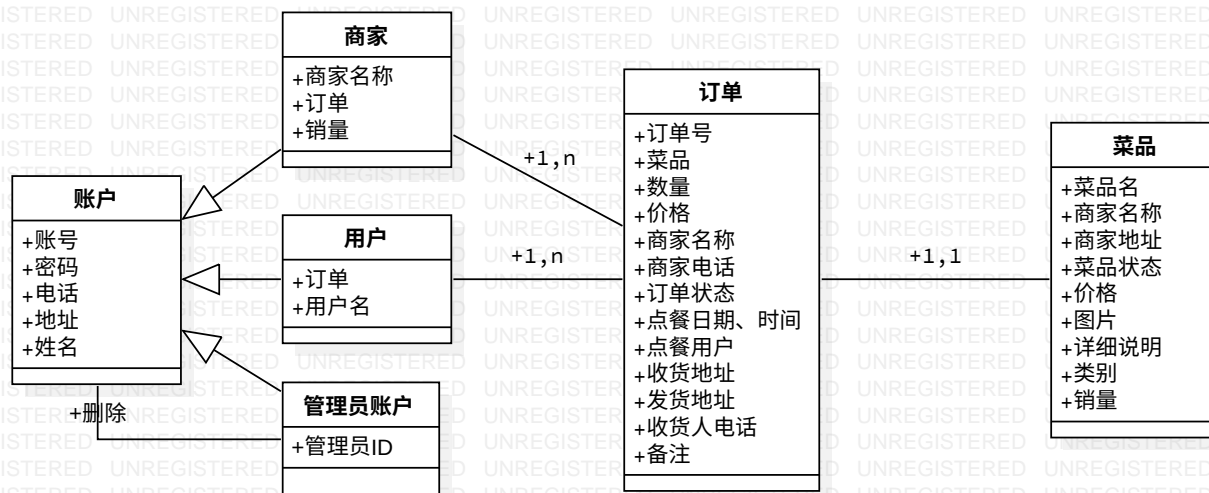 商家
+商家名称
+订单
+销量
账户
+账号
+密码
+电话
+地址
+姓名
用户
+订单
+用户名
管理员账户
+管理员ID
+删除
+1,n
+1,n
订单
+订单号
+菜品
+数量
+价格
+商家名称
+商家电话
+订单状态
+点餐日期、时间
+点餐用户
+收货地址
+发货地址
+收货人电话
+备注
+1,1
菜品
+菜品名
+商家名称
+商家地址
+菜品状态
+价格
+图片
+详细说明
+类别
+销量
UNREGISTERED